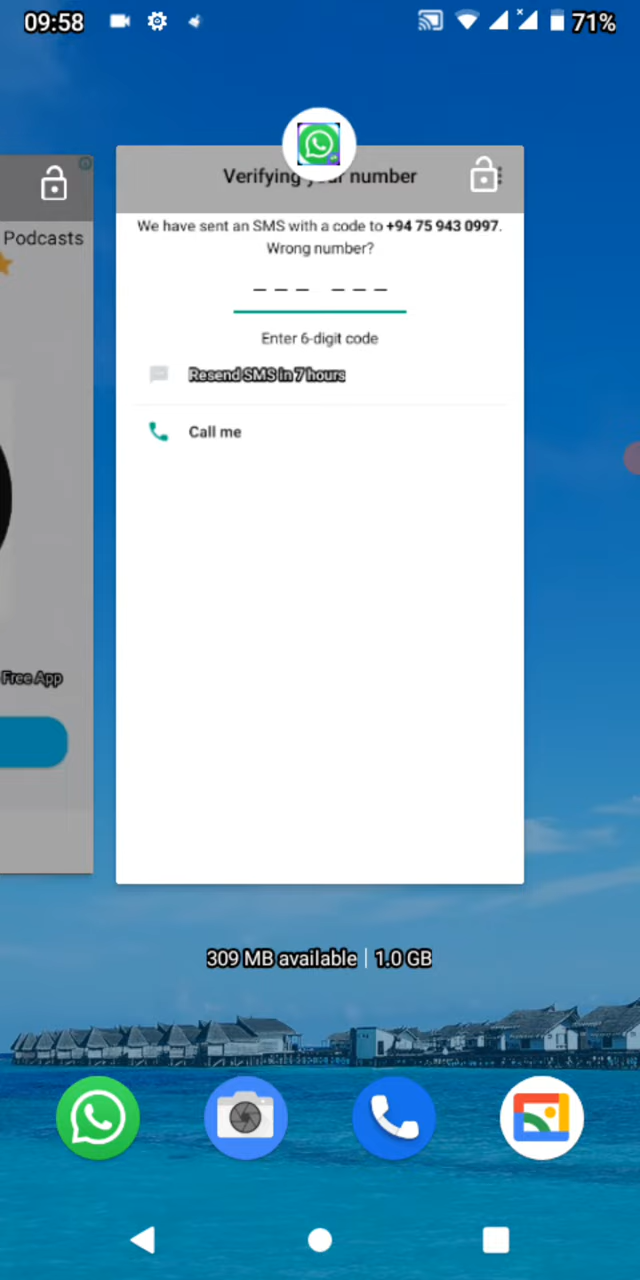 09:58
71%
Podcasts
Free App
Verifying your number
We have sent an SMS with a code to +94 75 943 0997.
Wrong number?
Enter 6-digit code
Resend SMS in 7 hours
Call me
309 MB available | 1.0 GB